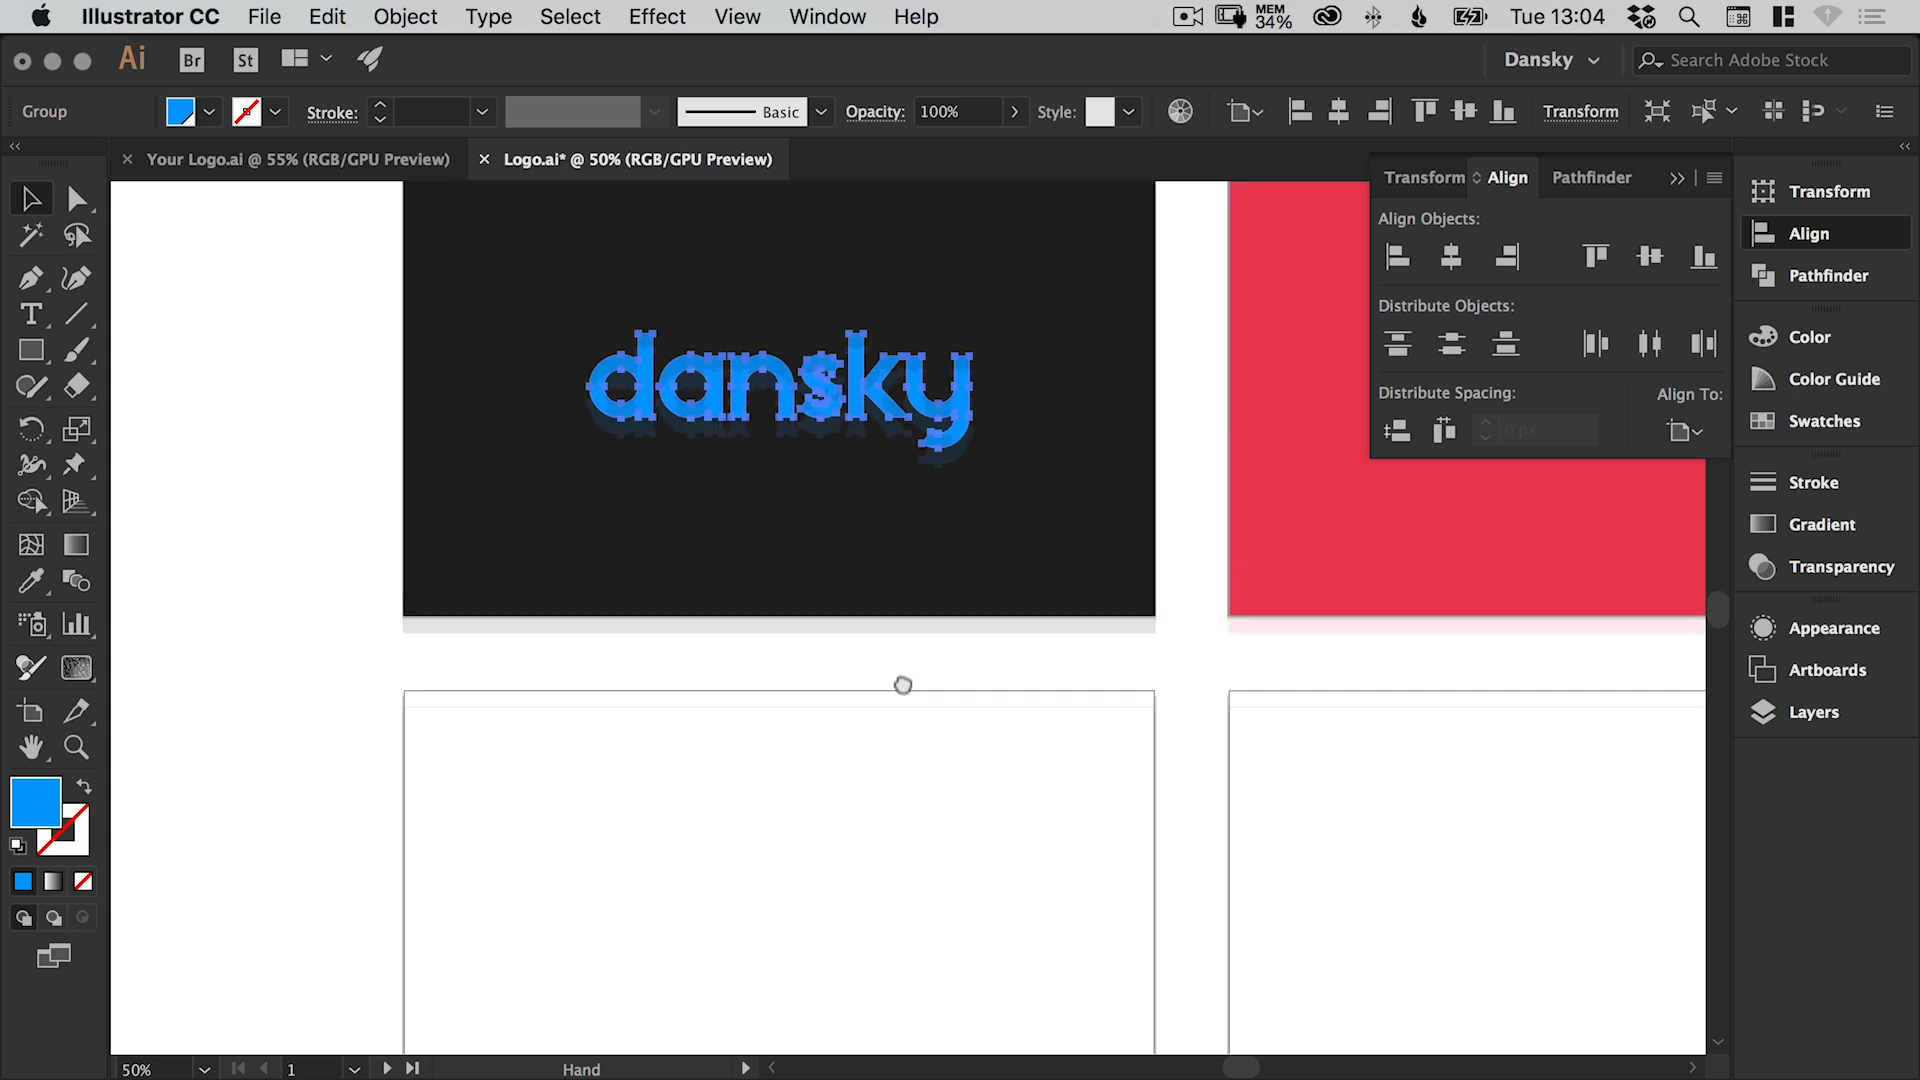 Illustrator CC File Edit Object Type Select Effect View Window Help MEM 34% Tue 13:04
Ai Br St Dansky Search Adobe Stock
Group Stroke: Basic Opacity: 100% Style: Transform
Your Logo.ai @ 55% (RGB/GPU Preview) Logo.ai* @ 50% (RGB/GPU Preview)
Transform Align Pathfinder
Align Objects:
Distribute Objects:
Distribute Spacing: Align To:
0 px
Transform
Align
Pathfinder
Color
Color Guide
Swatches
Stroke
Gradient
Transparency
Appearance
Artboards
Layers
dansky
50% 1 Hand